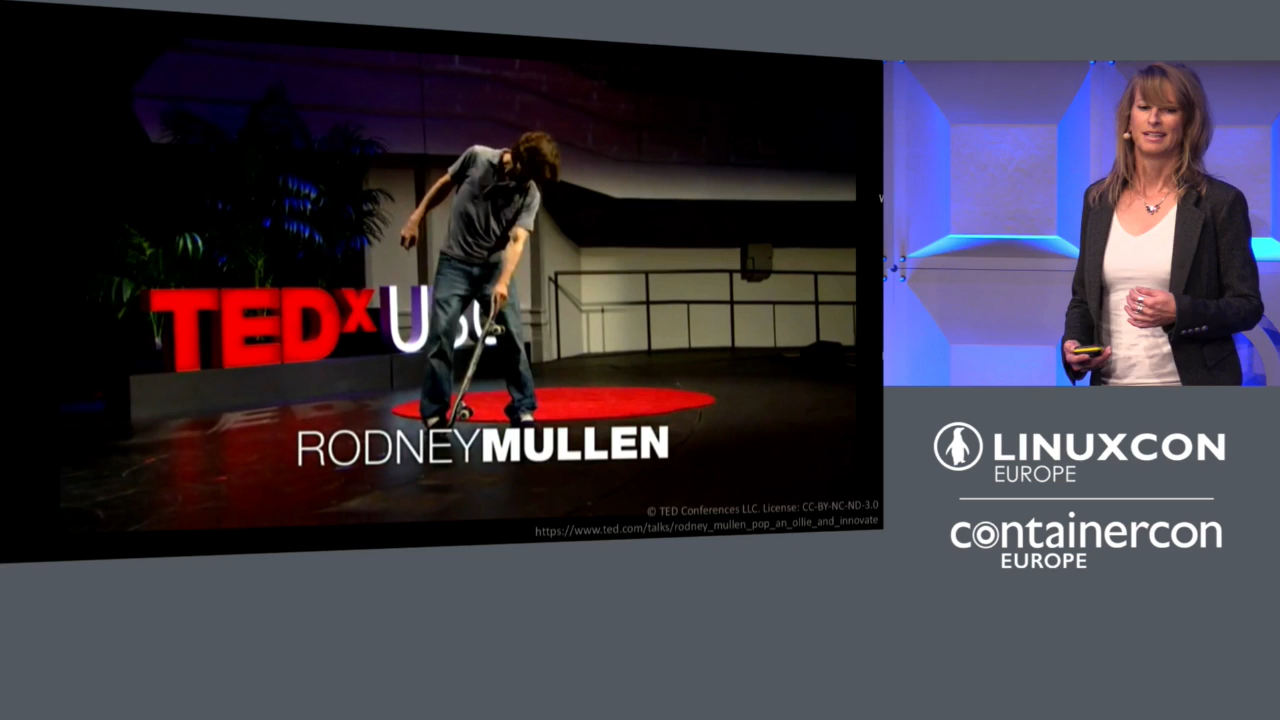 TEDxUSC
RODNEYMULLEN
© TED Conferences LLC. License: CC-BY-NC-ND-3.0
https://www.ted.com/talks/rodney_mullen_pop_an_ollie_and_innovate
LINUXCON
EUROPE
containercon
EUROPE